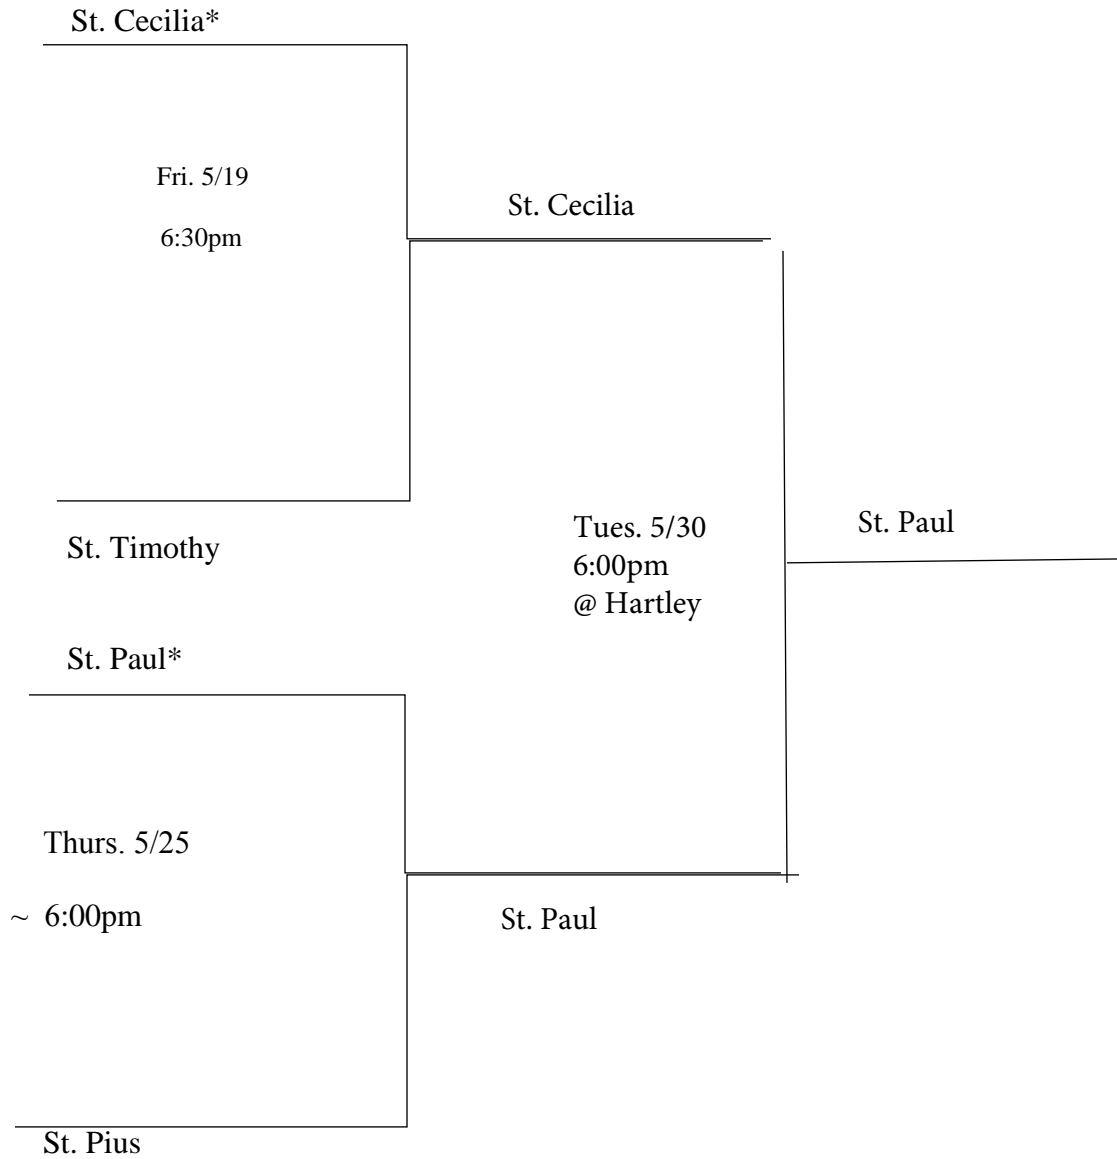 St. Cecilia*
Fri. 5/19
6:30pm
St. Cecilia
St. Timothy
Tues. 5/30
6:00pm
@ Hartley
St. Paul
St. Paul*
Thurs. 5/25
~ 6:00pm
St. Paul
St. Pius